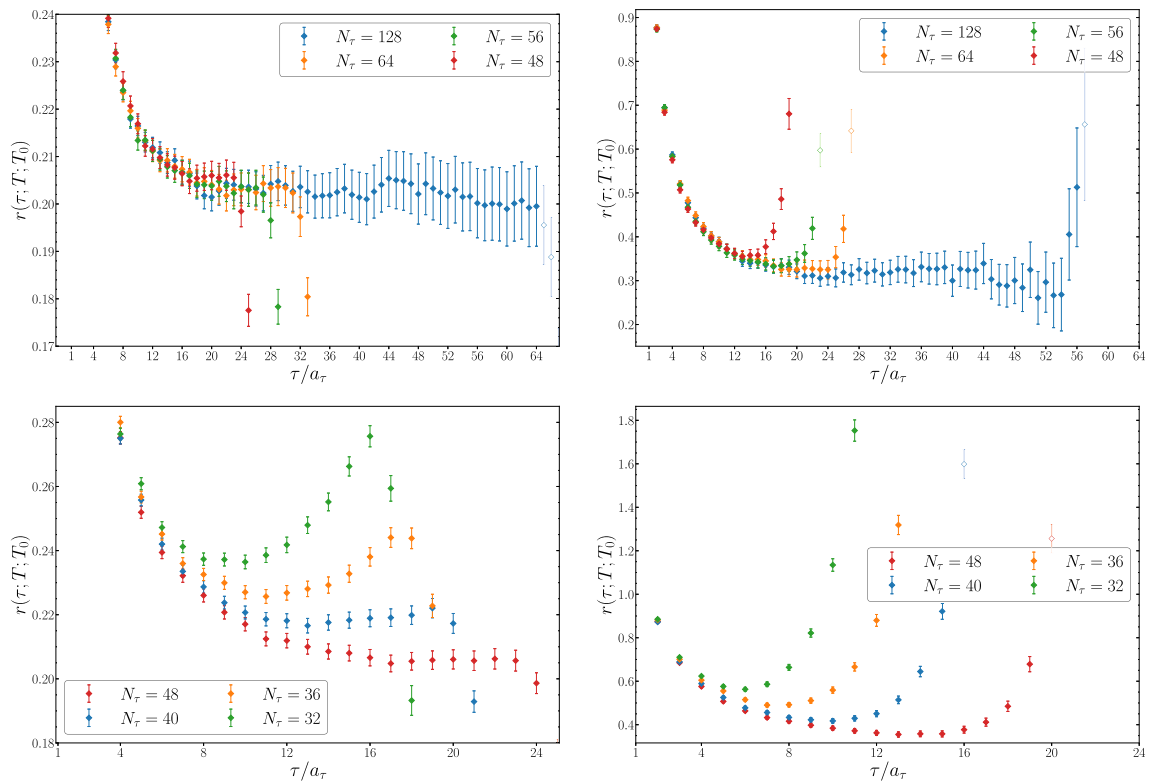 0.24
0.23
0.22
0.21
0.20
0.19
0.18
0.17
r(τ; T; T₀)
N_τ = 128
N_τ = 64
N_τ = 56
N_τ = 48
1 4 8 12 16 20 24 28 32 36 40 44 48 52 56 60 64
τ/a_τ
0.9
0.8
0.7
0.6
0.5
0.4
0.3
0.2
r(τ; T; T₀)
N_τ = 128
N_τ = 64
N_τ = 56
N_τ = 48
1 4 8 12 16 20 24 28 32 36 40 44 48 52 56 60 64
τ/a_τ
0.28
0.26
0.24
0.22
0.20
0.18
r(τ; T; T₀)
N_τ = 48
N_τ = 40
N_τ = 36
N_τ = 32
1 4 8 12 16 20 24
τ/a_τ
1.8
1.6
1.4
1.2
1.0
0.8
0.6
0.4
r(τ; T; T₀)
N_τ = 48
N_τ = 40
N_τ = 36
N_τ = 32
1 4 8 12 16 20 24
τ/a_τ